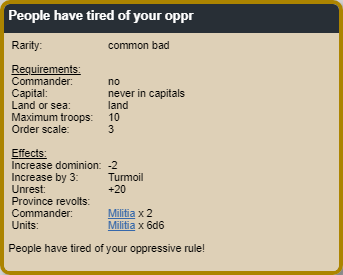 People have tired of your oppr
Rarity: common bad
Requirements:
Commander: no
Capital: never in capitals
Land or sea: land
Maximum troops: 10
Order scale: 3
Effects:
Increase dominion: -2
Increase by 3: Turmoil
Unrest: +20
Province revolts:
Commander: Militia x 2
Units: Militia x 6d6
People have tired of your oppressive rule!